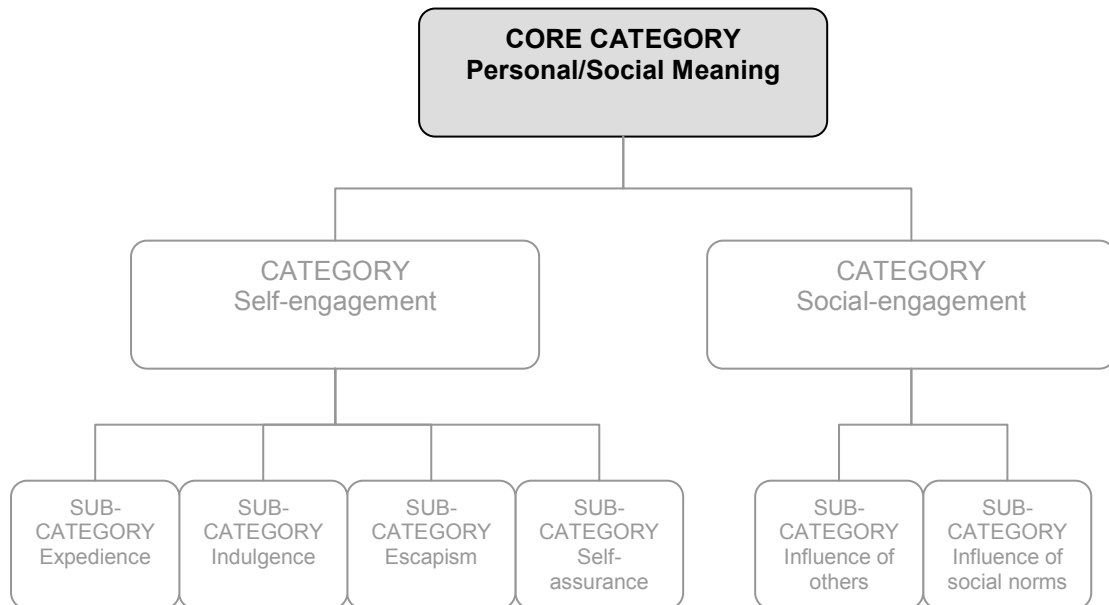 CORE CATEGORY
Personal/Social Meaning
CATEGORY
Self-engagement
CATEGORY
Social-engagement
SUB-
CATEGORY
Expedience
SUB-
CATEGORY
Indulgence
SUB-
CATEGORY
Escapism
SUB-
CATEGORY
Self-
assurance
SUB-
CATEGORY
Influence of
others
SUB-
CATEGORY
Influence of
social norms